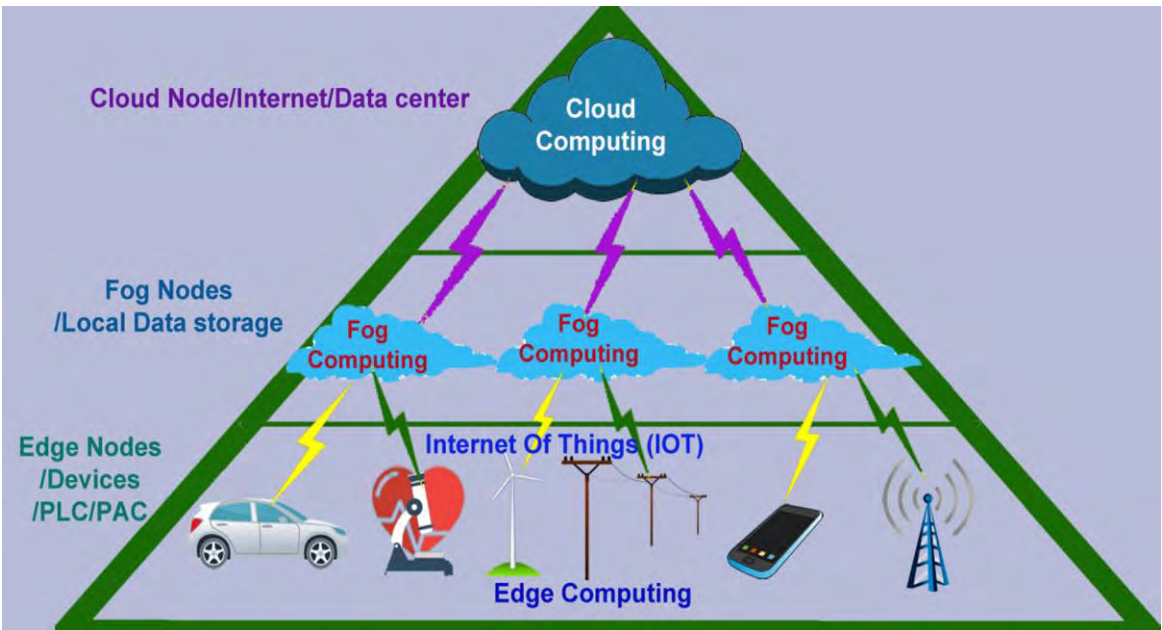 Cloud Node/Internet/Data center
Cloud
Computing
Fog Nodes
/Local Data storage
Fog
Computing
Fog
Computing
Fog
Computing
Edge Nodes
/Devices
/PLC/PAC
Internet Of Things (IOT)
Edge Computing